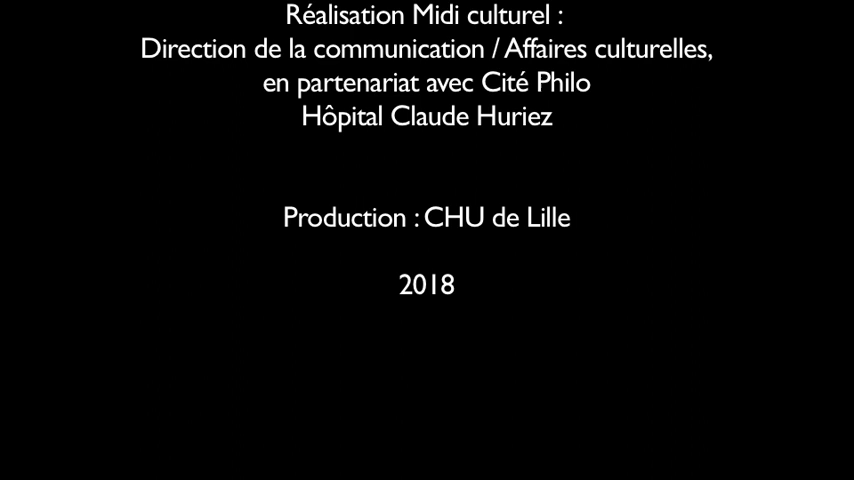 Réalisation Midi culturel :
Direction de la communication / Affaires culturelles,
en partenariat avec Cité Philo
Hôpital Claude Huriez
Production : CHU de Lille
2018